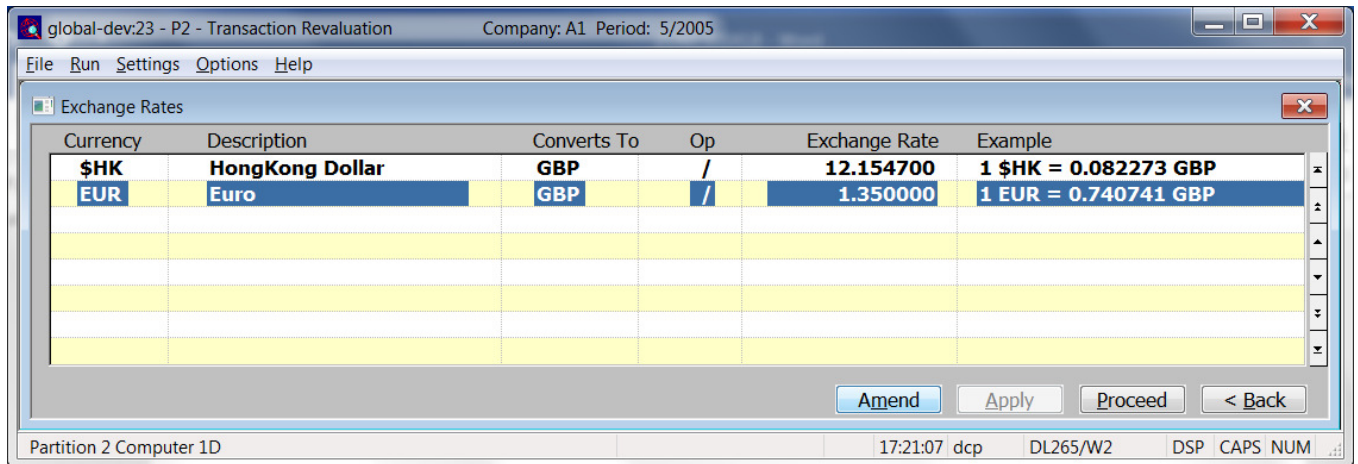 global-dev:23 - P2 - Transaction Revaluation Company: A1 Period: 5/2005
File Run Settings Options Help
Exchange Rates
Currency Description Converts To Op Exchange Rate Example
$HK HongKong Dollar GBP / 12.154700 1 $HK = 0.082273 GBP
EUR Euro GBP / 1.350000 1 EUR = 0.740741 GBP
Amend Apply Proceed < Back
Partition 2 Computer 1D 17:21:07 dcp DL265/W2 DSP CAPS NUM